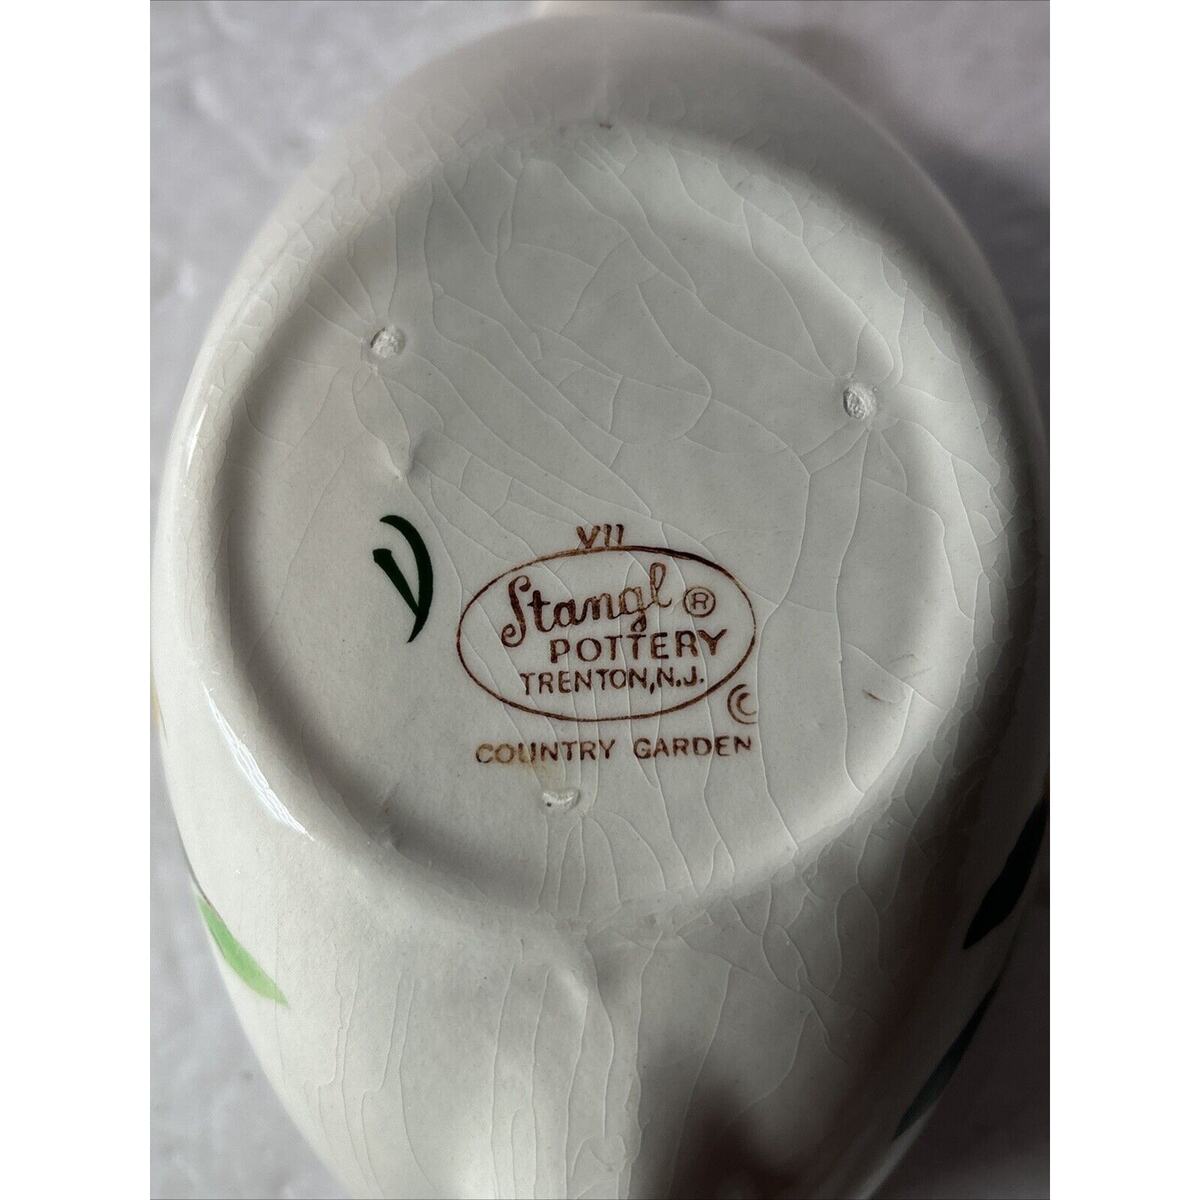 VII
Stangl ®
POTTERY
TRENTON, N.J.
©
COUNTRY GARDEN